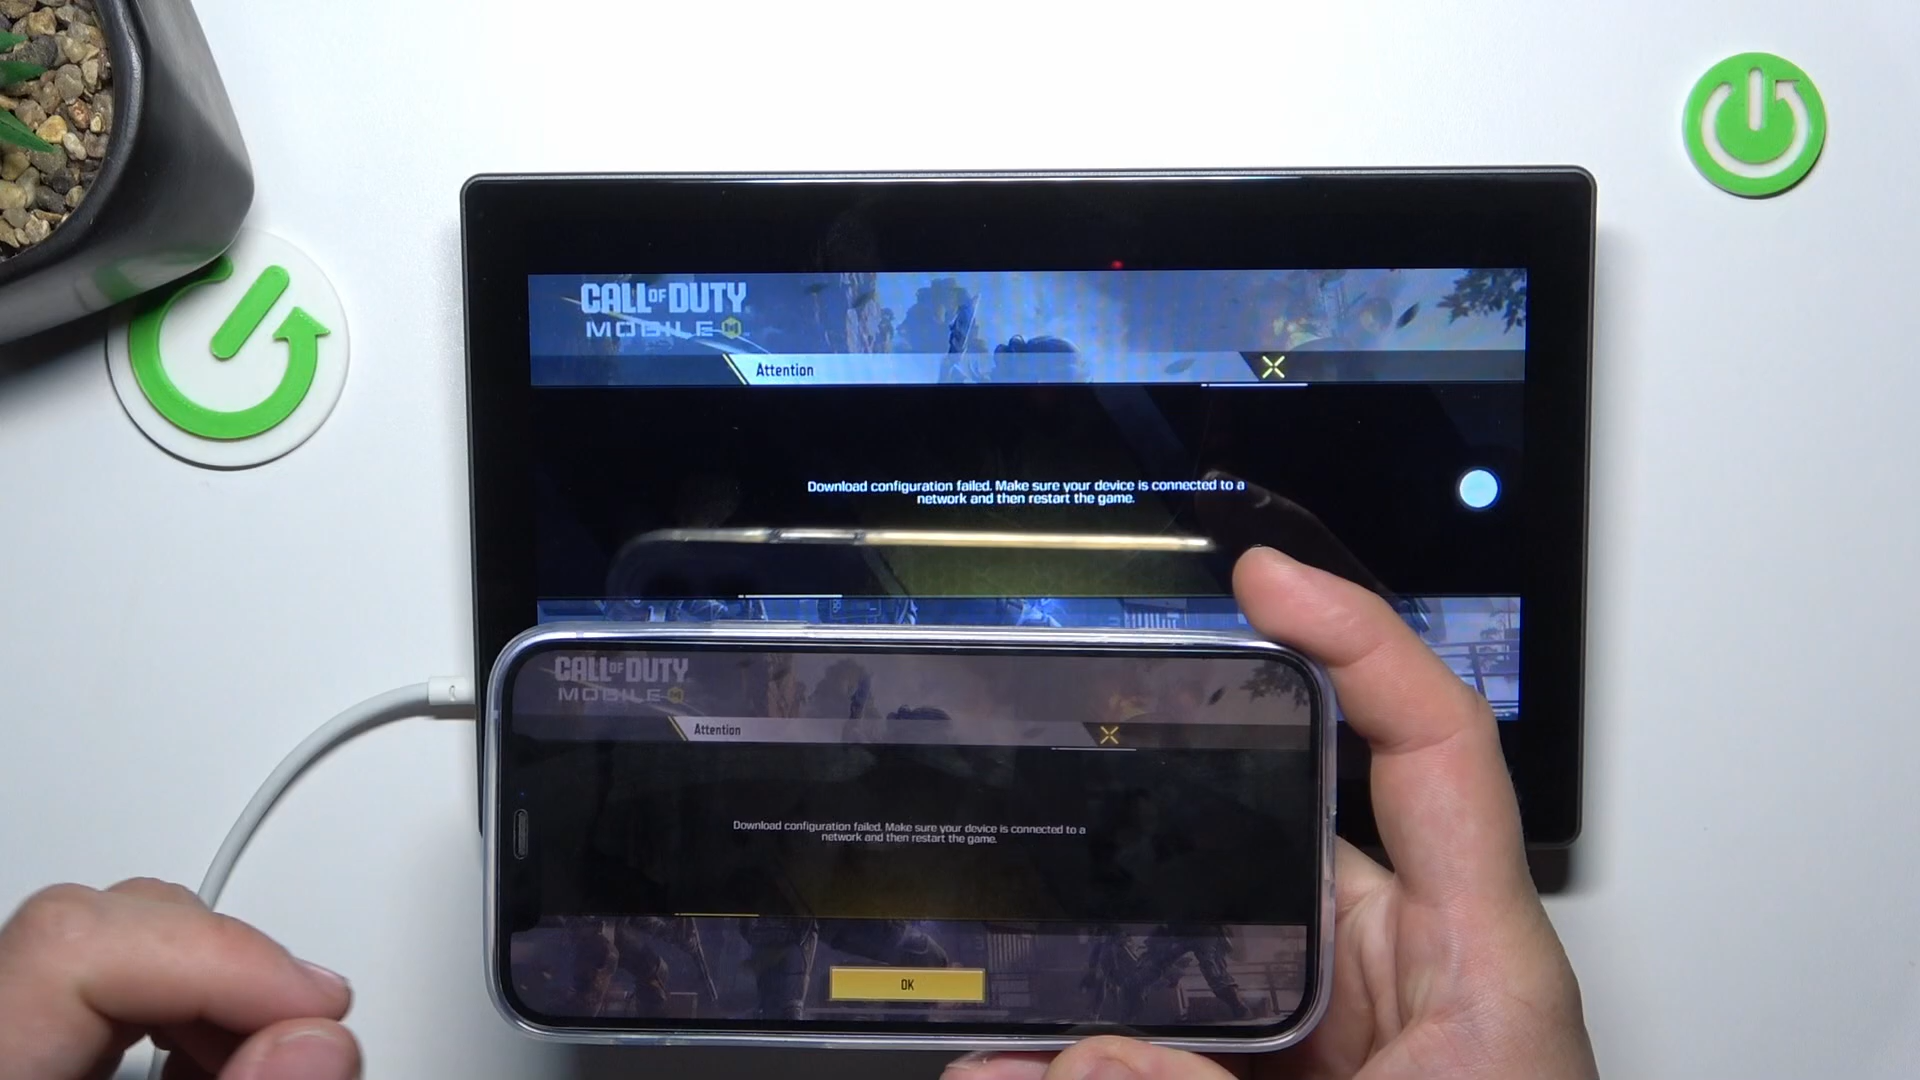 CALL OF DUTY
MOBILE
Attention
Download configuration failed. Make sure your device is connected to a
network and then restart the game.
CALL OF DUTY
MOBILE
Attention
Download configuration failed. Make sure your device is connected to a
network and then restart the game.
OK